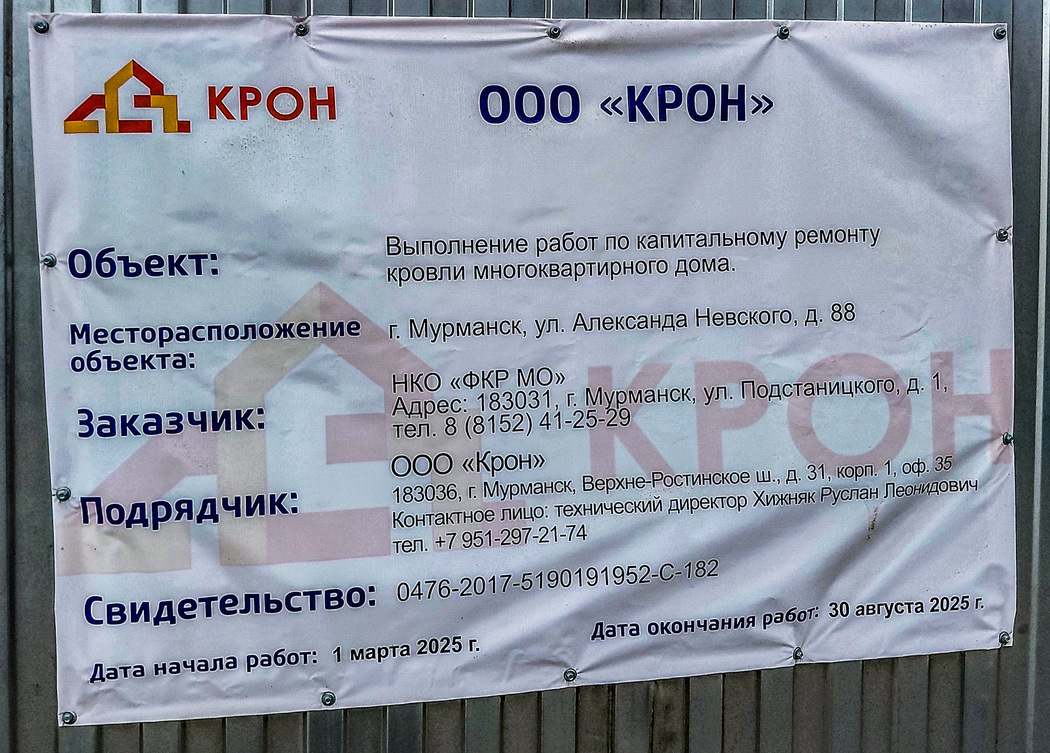 КРОН
ООО «КРОН»
Объект:
Выполнение работ по капитальному ремонту
кровли многоквартирного дома.
Месторасположение
объекта:
г. Мурманск, ул. Александа Невского, д. 88
Заказчик:
НКО «ФКР МО»
Адрес: 183031, г. Мурманск, ул. Подстаницкого, д. 1,
тел. 8 (8152) 41-25-29
Подрядчик:
ООО «Крон»
183036, г. Мурманск, Верхне-Ростинское ш., д. 31, корп. 1, оф. 35
Контактное лицо: технический директор Хижняк Руслан Леонидович
тел. +7 951-297-21-74
Свидетельство: 0476-2017-5190191952-С-182
Дата начала работ: 1 марта 2025 г.
Дата окончания работ: 30 августа 2025 г.
КРОН